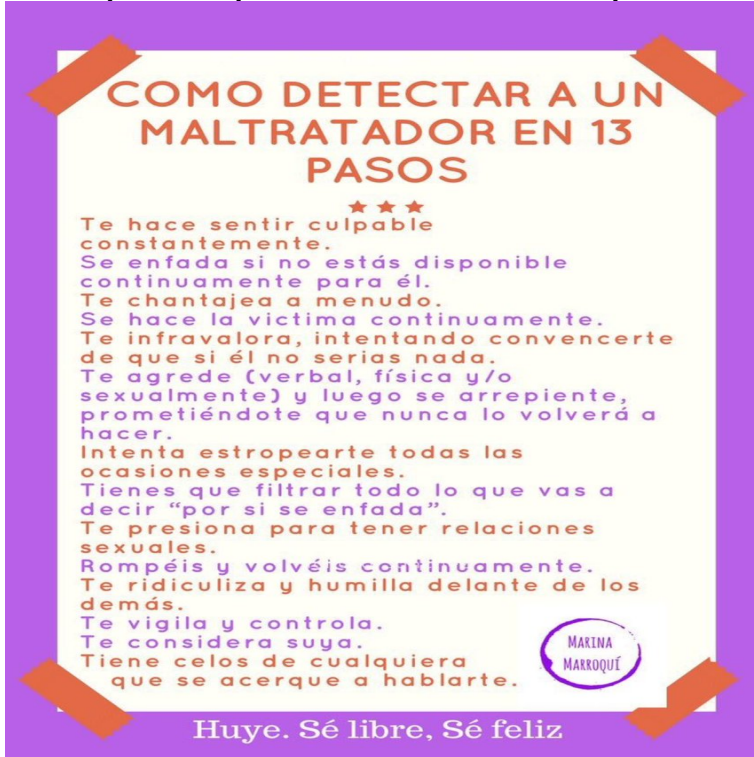 COMO DETECTAR A UN
MALTRATADOR EN 13
PASOS
Te hace sentir culpable
constantemente.
Se enfada si no estás disponible
continuamente para él.
Te chantajea a menudo.
Se hace la victima continuamente.
Te infravalora, intentando convencerte
de que si él no serias nada.
Te agrede (verbal, física y/o
sexualmente) y luego se arrepiente,
prometiéndote que nunca lo volverá a
hacer.
Intenta estropearte todas las
ocasiones especiales.
Tienes que filtrar todo lo que vas a
decir “por si se enfada”.
Te presiona para tener relaciones
sexuales.
Rompéis y volvéis continuamente.
Te ridiculiza y humilla delante de los
demás.
Te vigila y controla.
Te considera suya.
Tiene celos de cualquiera
que se acerque a hablarte.
MARINA
MARROQUÍ
Huye. Sé libre, Sé feliz